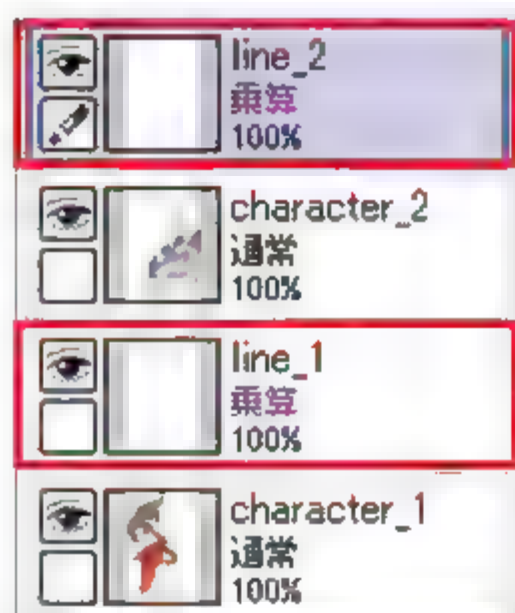 line_2
乗算
100%
character_2
通常
100%
line_1
乗算
100%
character_1
通常
100%